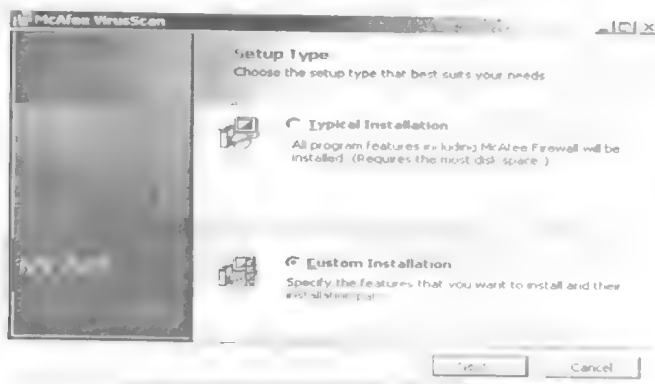 McAfee VirusScan
Setup Type
Choose the setup type that best suits your needs
Typical Installation
All program features including McAfee Firewall will be
installed. (Requires the most disk space.)
Custom Installation
Specify the features that you want to install and their
installation
Cancel